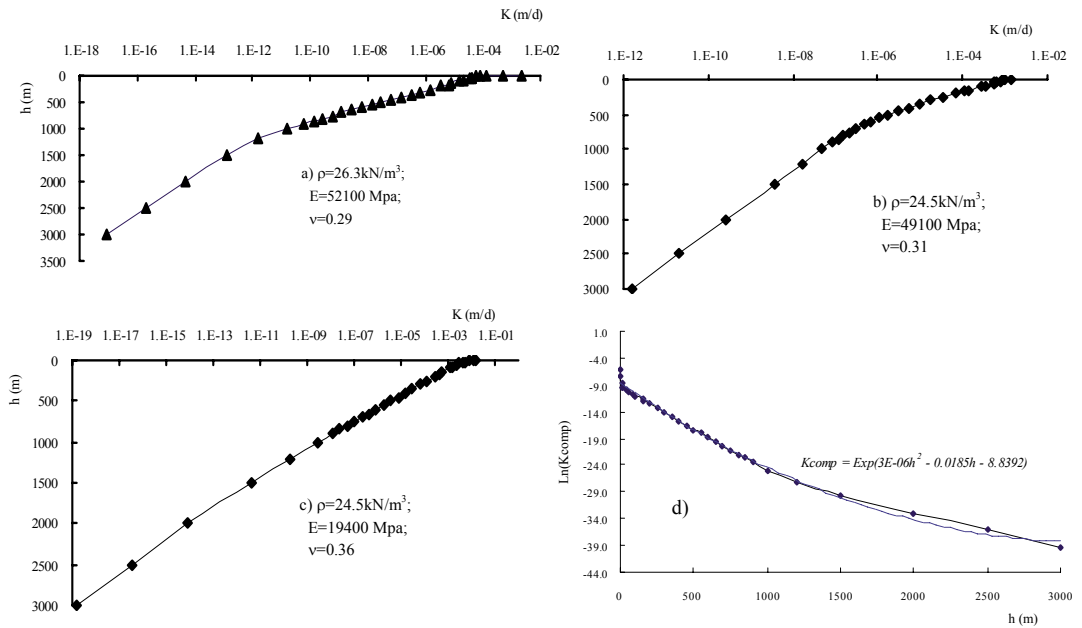 K (m/d)
1.E-18 1.E-16 1.E-14 1.E-12 1.E-10 1.E-08 1.E-06 1.E-04 1.E-02
h (m)
0
500
1000
1500
2000
2500
3000
3500
a) ρ=26.3kN/m³;
E=52100 Mpa;
ν=0.29
K (m/d)
1.E-12 1.E-10 1.E-08 1.E-06 1.E-04 1.E-02
h (m)
0
500
1000
1500
2000
2500
3000
b) ρ=24.5kN/m³;
E=49100 Mpa;
ν=0.31
K (m/d)
1.E-19 1.E-17 1.E-15 1.E-13 1.E-11 1.E-09 1.E-07 1.E-05 1.E-03 1.E-01
h (m)
0
500
1000
1500
2000
2500
3000
c) ρ=24.5kN/m³;
E=19400 Mpa;
ν=0.36
Ln(Kcomp)
1.0
-4.0
-9.0
-14.0
-19.0
-24.0
-29.0
-34.0
-39.0
-44.0
Kcomp = Exp(3E-06h² - 0.0185h - 8.8392)
d)
0 500 1000 1500 2000 2500 3000
h (m)